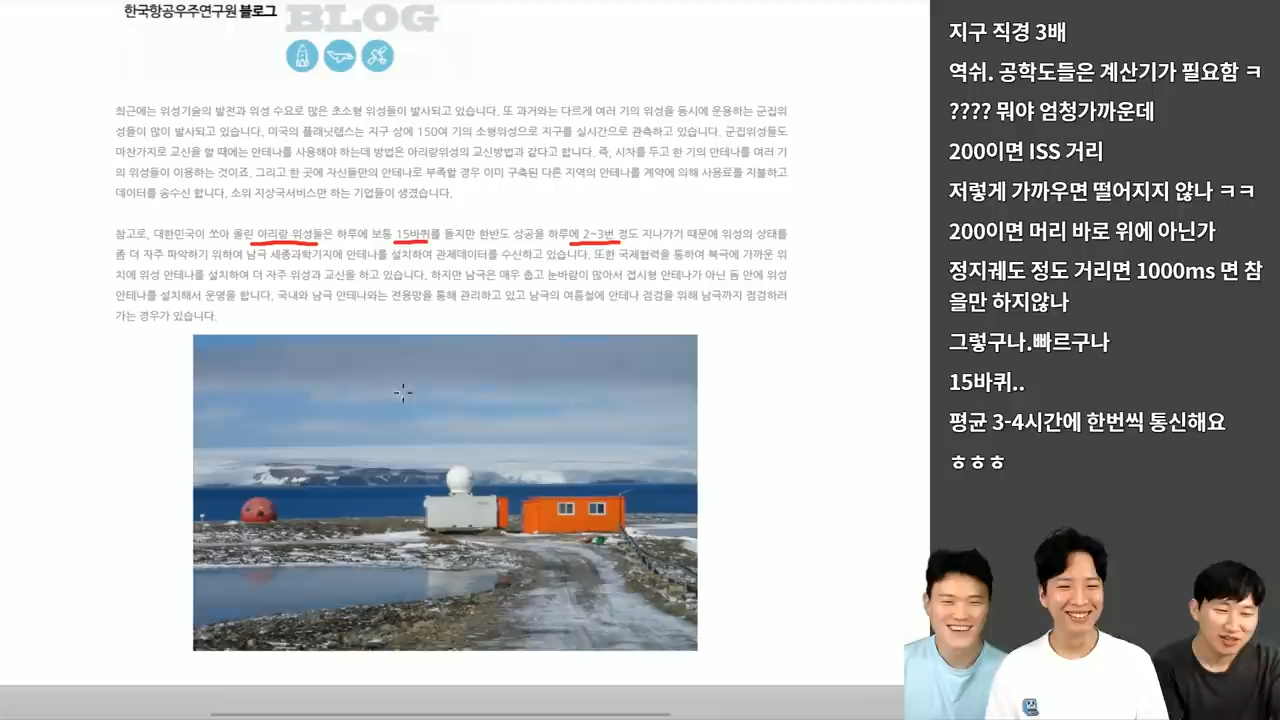 한국항공우주연구원 블로그
BLOG
최근에는 위성기술의 발전과 위성 수요로 많은 초소형 위성들이 발사되고 있습니다. 또 과거와는 다르게 여러 기의 위성을 동시에 운용하는 군집위
성들이 많이 발사되고 있습니다. 미국의 플래닛랩스는 지구 상에 150여 기의 소형위성으로 지구를 실시간으로 관측하고 있습니다. 군집위성들도
마찬가지로 교신을 할 때에는 안테나를 사용해야 하는데 방법은 아리랑위성의 교신방법과 같다고 합니다. 즉, 시차를 두고 한 기의 안테나를 여러 기
의 위성들이 이용하는 것이죠. 그리고 한 곳에 자신들만의 안테나로 부족할 경우 이미 구축된 다른 지역의 안테나를 계약에 의해 사용료를 지불하고
데이터를 송수신 합니다. 소위 지상국서비스만 하는 기업들이 생겼습니다.
참고로, 대한민국이 쏘아 올린 아리랑 위성들은 하루에 보통 15바퀴를 돌지만 한반도 상공을 하루에 2~3번 정도 지나가기 때문에 위성의 상태를
좀 더 자주 파악하기 위하여 남극 세종과학기지에 안테나를 설치하여 관제데이터를 수신하고 있습니다. 또한 국제협력을 통하여 북극에 가까운 위
치에 위성 안테나를 설치하여 더 자주 위성과 교신을 하고 있습니다. 하지만 남극은 매우 춥고 눈바람이 많아서 접시형 안테나가 아닌 돔 안에 위성
안테나를 설치해서 운영을 합니다. 국내와 남극 안테나와는 전용망을 통해 관리하고 있고 남극의 여름철에 안테나 점검을 위해 남극까지 점검하러
가는 경우가 있습니다.
지구 직경 3배
역쉬. 공학도들은 계산기가 필요함 ㅋ
???? 뭐야 엄청가까운데
200이면 ISS 거리
저렇게 가까우면 떨어지지 않나 ㅋㅋ
200이면 머리 바로 위에 아닌가
정지궤도 정도 거리면 1000ms 면 참
을만 하지않나
그렇구나.빠르구나
15바퀴..
평균 3-4시간에 한번씩 통신해요
ㅎㅎㅎ